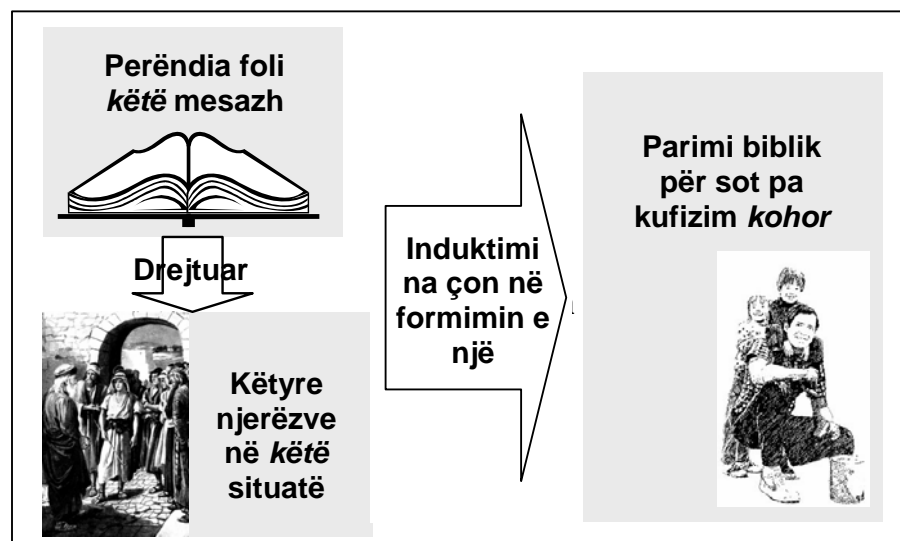 Perëndia foli
këtë mesazh
Drejtuar
Këtyre
njerëzve
në këtë
situatë
Induktimi
na çon në
formimin e
një
Parimi biblik
për sot pa
kufizim kohor